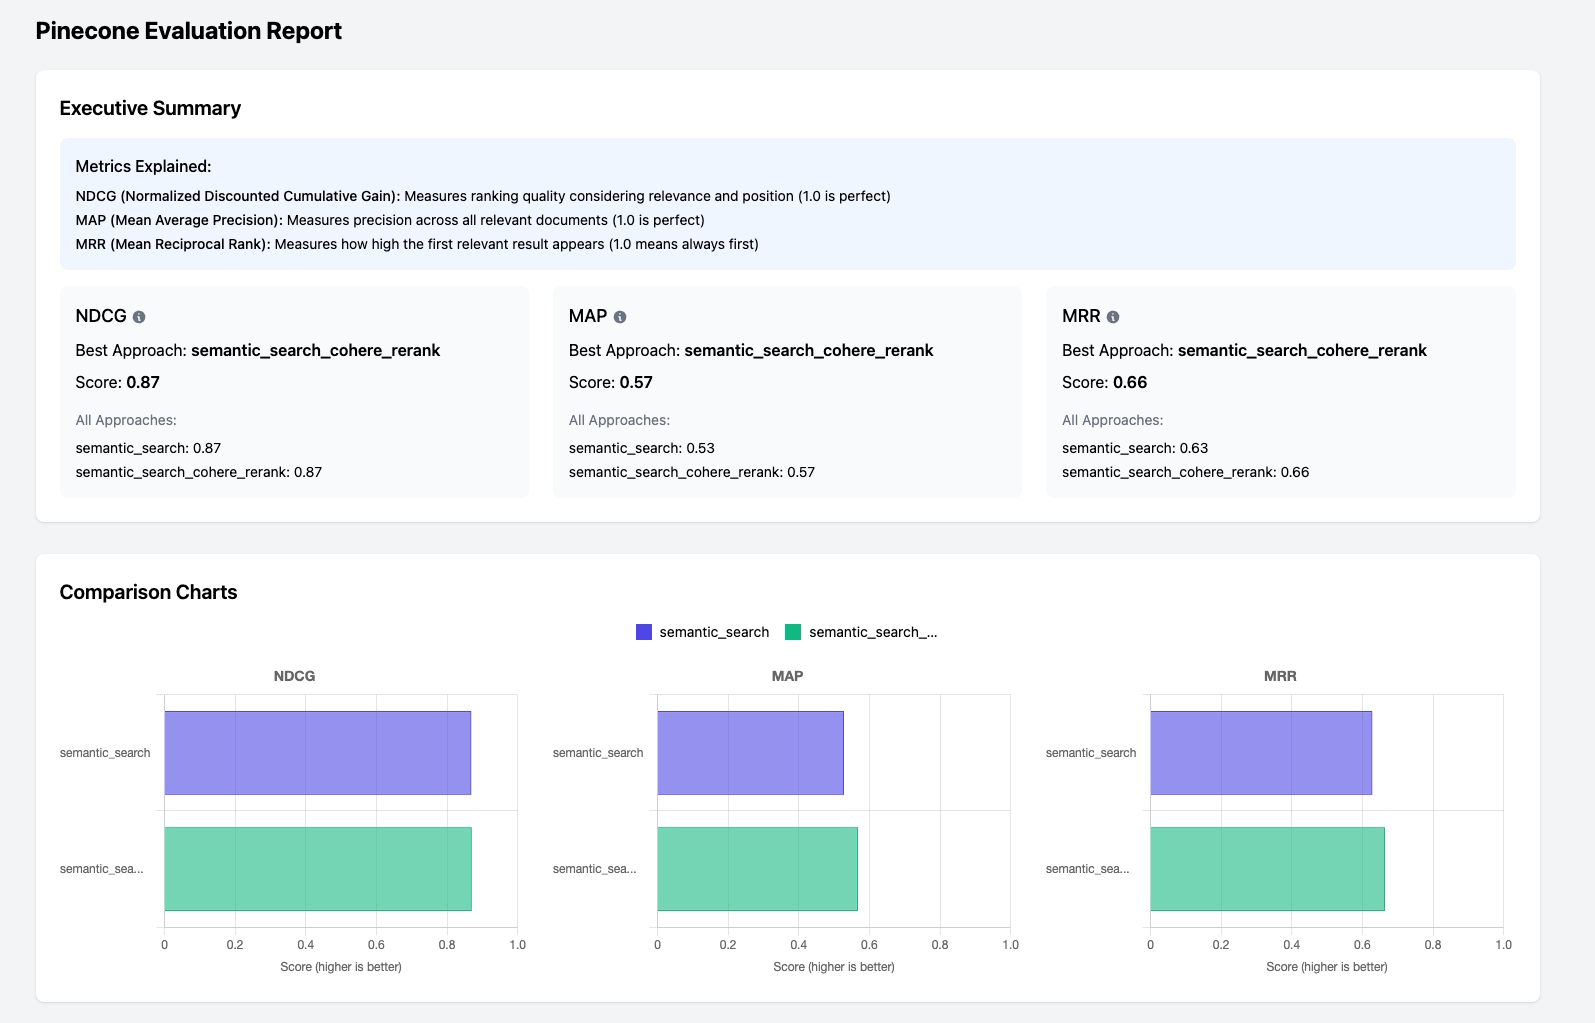 Pinecone Evaluation Report
Executive Summary
Metrics Explained:
NDCG (Normalized Discounted Cumulative Gain): Measures ranking quality considering relevance and position (1.0 is perfect)
MAP (Mean Average Precision): Measures precision across all relevant documents (1.0 is perfect)
MRR (Mean Reciprocal Rank): Measures how high the first relevant result appears (1.0 means always first)
NDCG
Best Approach: semantic_search_cohere_rerank
Score: 0.87
All Approaches:
semantic_search: 0.87
semantic_search_cohere_rerank: 0.87
MAP
Best Approach: semantic_search_cohere_rerank
Score: 0.57
All Approaches:
semantic_search: 0.53
semantic_search_cohere_rerank: 0.57
MRR
Best Approach: semantic_search_cohere_rerank
Score: 0.66
All Approaches:
semantic_search: 0.63
semantic_search_cohere_rerank: 0.66
Comparison Charts
semantic_search semantic_search_...
NDCG
semantic_search
semantic_sea...
0 0.2 0.4 0.6 0.8 1.0
Score (higher is better)
MAP
semantic_search
semantic_sea...
0 0.2 0.4 0.6 0.8 1.0
Score (higher is better)
MRR
semantic_search
semantic_sea...
0 0.2 0.4 0.6 0.8 1.0
Score (higher is better)